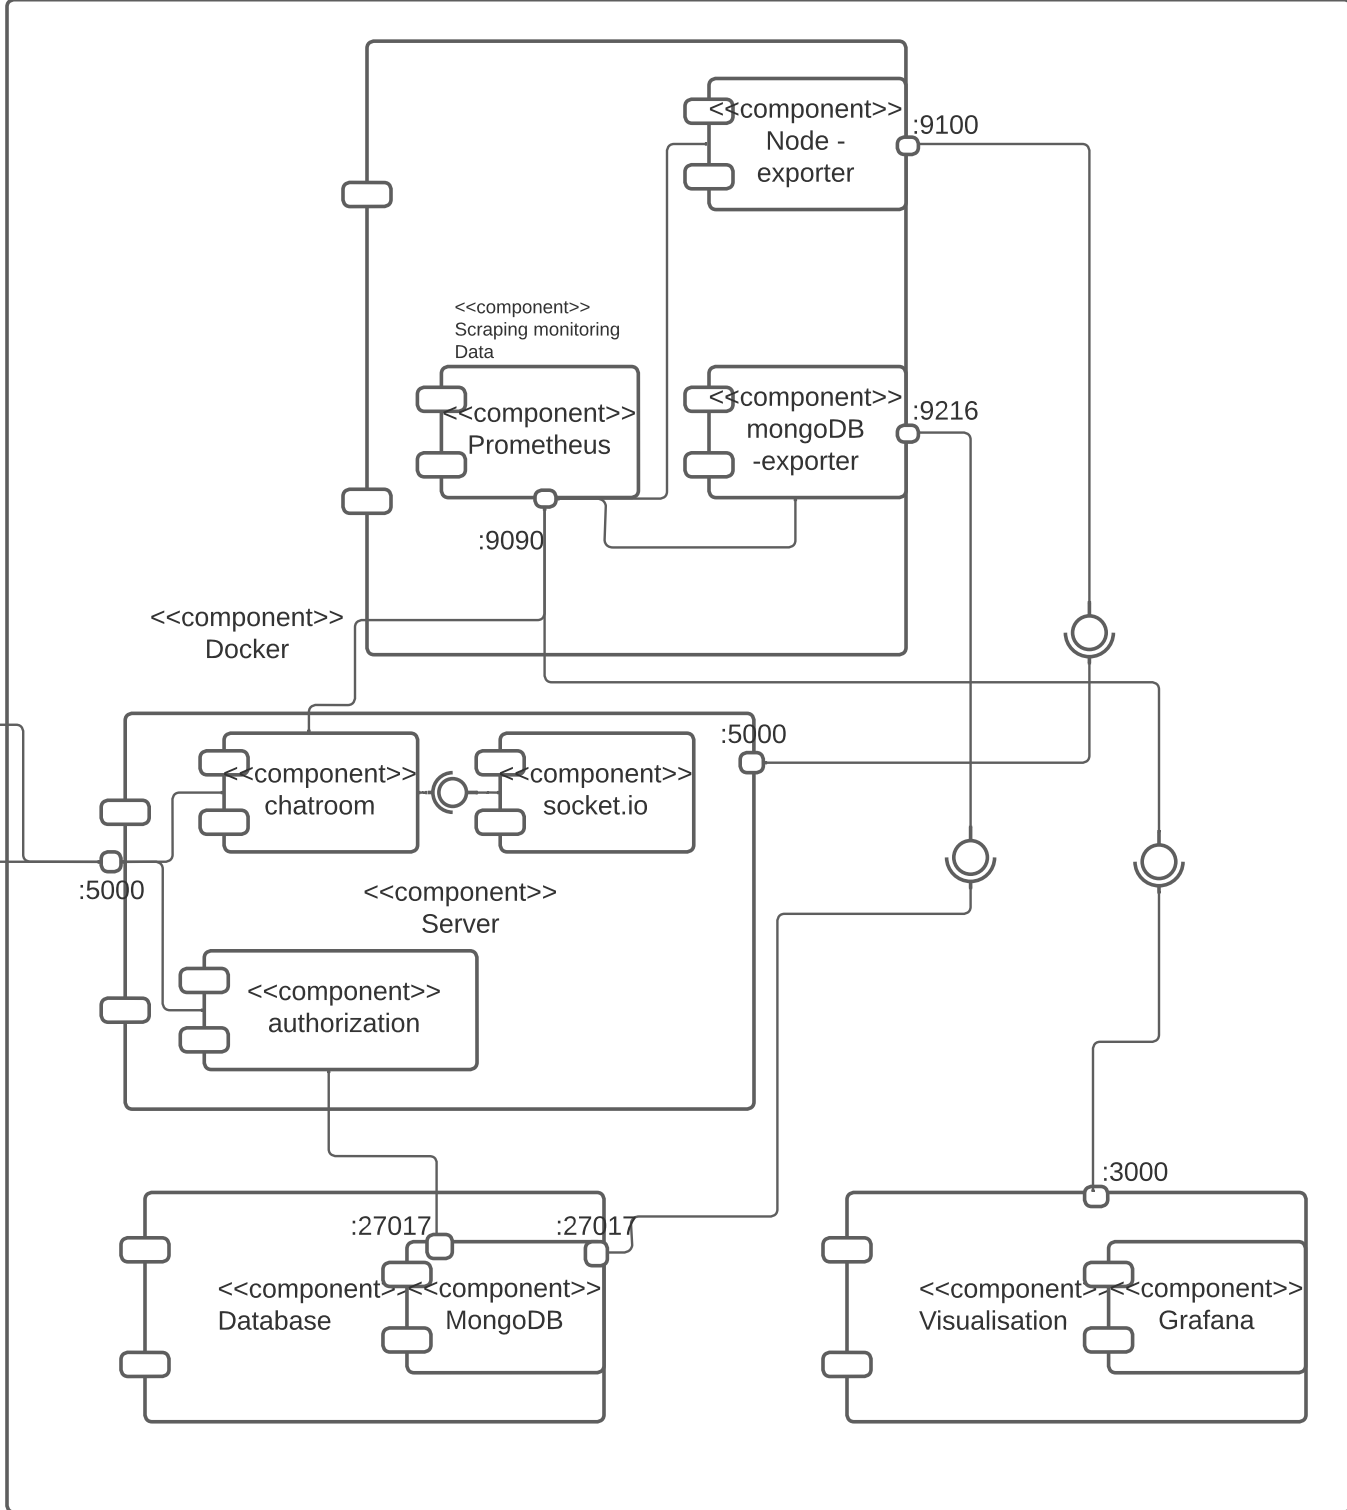 <<component>>
Node -
exporter
:9100
<<component>>
Scraping monitoring
Data
<<component>>
Prometheus
:9090
<<component>>
mongoDB
-exporter
:9216
<<component>>
Docker
:5000
<<component>>
chatroom
<<component>>
socket.io
:5000
<<component>>
Server
<<component>>
authorization
:3000
:27017
:27017
<<component>>
Database
<<component>>
MongoDB
<<component>>
Visualisation
<<component>>
Grafana